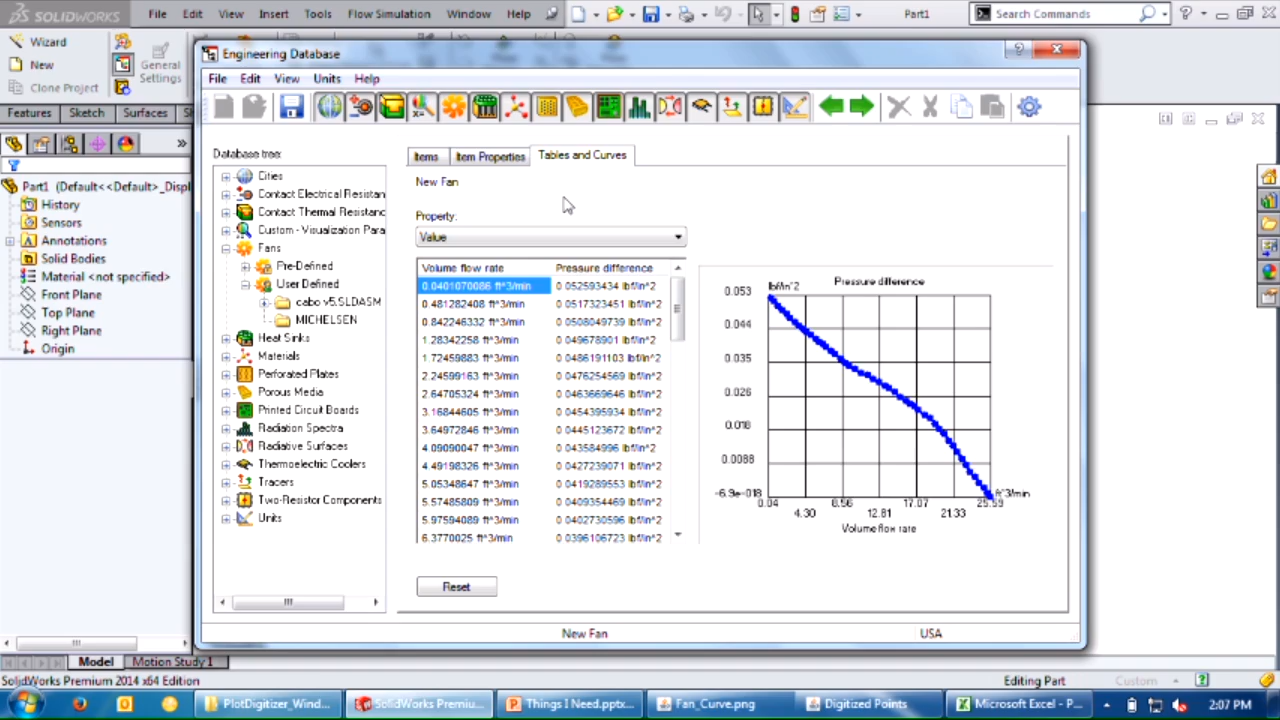 SOLIDWORKS File Edit View Insert Tools Flow Simulation Window Help Part1 Search Commands
Wizard
New
Clone Project
General Settings
Features Sketch Surfaces
Part1 (Default<<Default>_Displ
History
Sensors
Annotations
Solid Bodies
Material <not specified>
Front Plane
Top Plane
Right Plane
Origin
Engineering Database
File Edit View Units Help
Database tree:
Cities
Contact Electrical Resistan
Contact Thermal Resistanc
Custom - Visualization Para
Fans
Pre-Defined
User Defined
cabo v5.SLDASM
MICHELSEN
Heat Sinks
Materials
Perforated Plates
Porous Media
Printed Circuit Boards
Radiation Spectra
Radiative Surfaces
Thermoelectric Coolers
Tracers
Two-Resistor Components
Units
Items Item Properties Tables and Curves
New Fan
Property:
Value
Volume flow rate Pressure difference
0.0401070086 ft^3/min 0.052593434 lbf/in^2
0.481282408 ft^3/min 0.0517323451 lbf/in^2
0.842246332 ft^3/min 0.0508049739 lbf/in^2
1.28342258 ft^3/min 0.049678901 lbf/in^2
1.72459883 ft^3/min 0.0486191103 lbf/in^2
2.24599163 ft^3/min 0.0476254569 lbf/in^2
2.64705324 ft^3/min 0.0463669646 lbf/in^2
3.16844605 ft^3/min 0.0454395934 lbf/in^2
3.64972846 ft^3/min 0.0445123672 lbf/in^2
4.09090047 ft^3/min 0.043584996 lbf/in^2
4.49198326 ft^3/min 0.0427239071 lbf/in^2
5.05348647 ft^3/min 0.0419289553 lbf/in^2
5.57485809 ft^3/min 0.0409354469 lbf/in^2
5.97594089 ft^3/min 0.0402730596 lbf/in^2
6.3770025 ft^3/min 0.0396106723 lbf/in^2
Reset
Pressure difference
lbf/in^2
0.053
0.044
0.035
0.026
0.018
0.0088
-6.9e-018
0.04 4.30 8.56 12.81 17.07 21.33 25.59
ft^3/min
Volume flow rate
New Fan USA
Model Motion Study 1
SolidWorks Premium 2014 x64 Edition Editing Part Custom
PlotDigitizer_Wind... SolidWorks Premiu... Things I Need.pptx... Fan_Curve.png Digitized Points Microsoft Excel - P... 2:07 PM